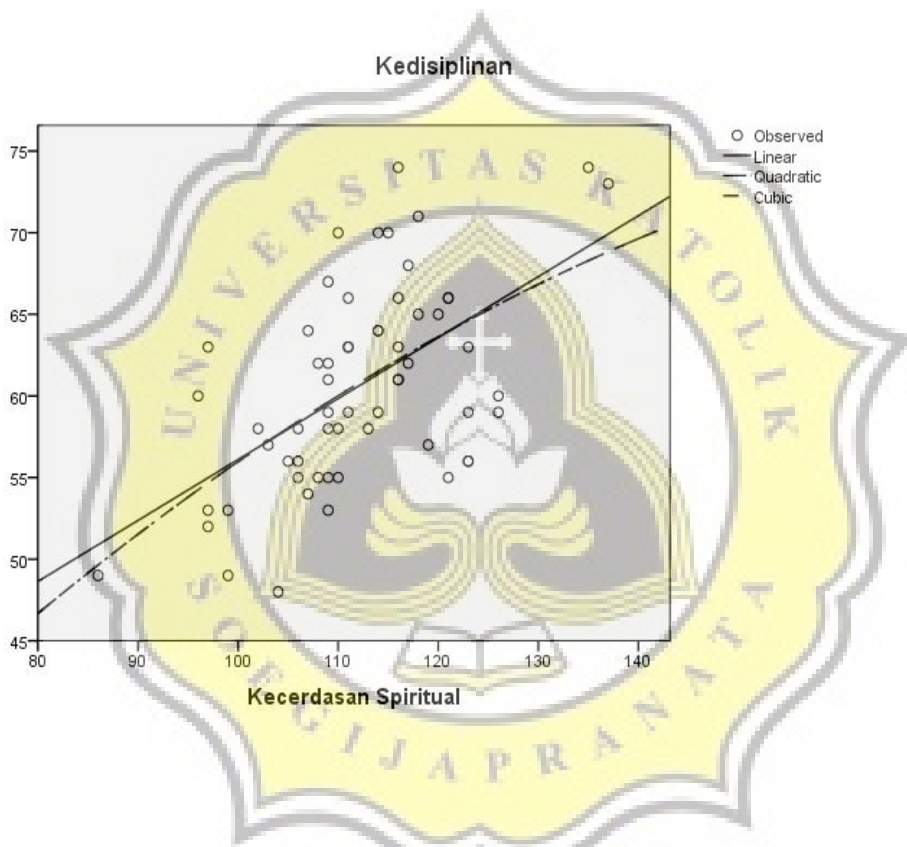 Kedisiplinan
Observed
Linear
Quadratic
Cubic
75
70
65
60
55
50
45
80
90
100
110
120
130
140
Kecerdasan Spiritual
UNIVERSITAS KATOLIK
SOEGIJAPRANATA